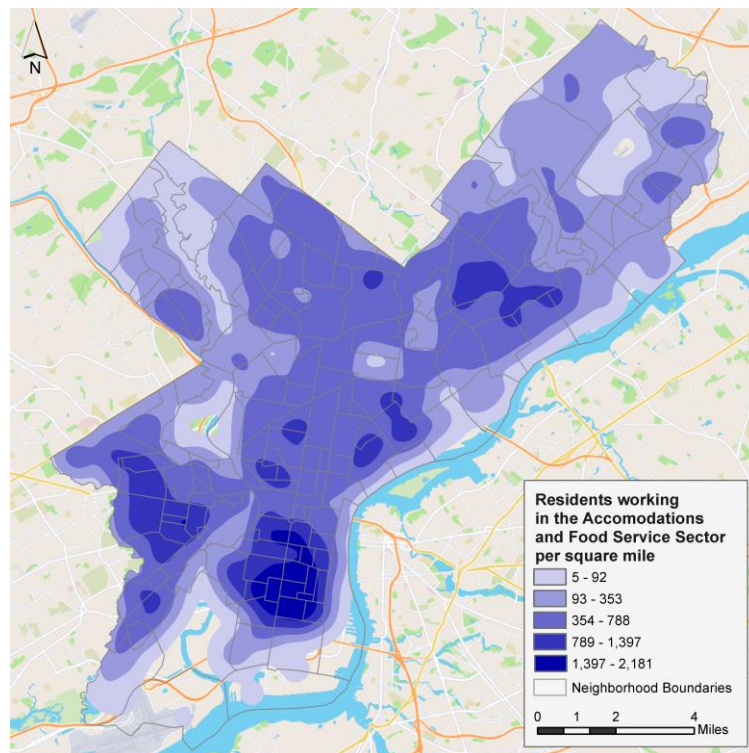 N
Residents working
in the Accomodations
and Food Service Sector
per square mile
5 - 92
93 - 353
354 - 788
789 - 1,397
1,397 - 2,181
Neighborhood Boundaries
0 1 2 4
Miles